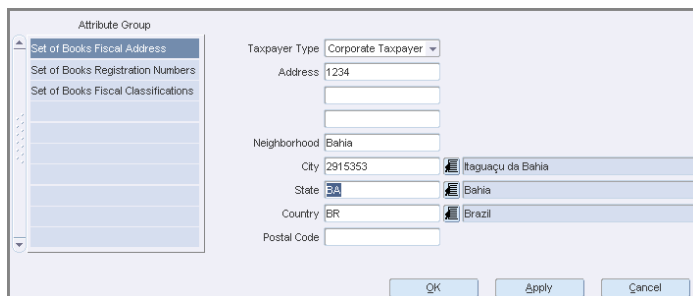 Attribute Group
Set of Books Fiscal Address
Set of Books Registration Numbers
Set of Books Fiscal Classifications
Taxpayer Type Corporate Taxpayer
Address 1234
Neighborhood Bahia
City 2915353 Itaguaçu da Bahia
State BA Bahia
Country BR Brazil
Postal Code
OK Apply Cancel